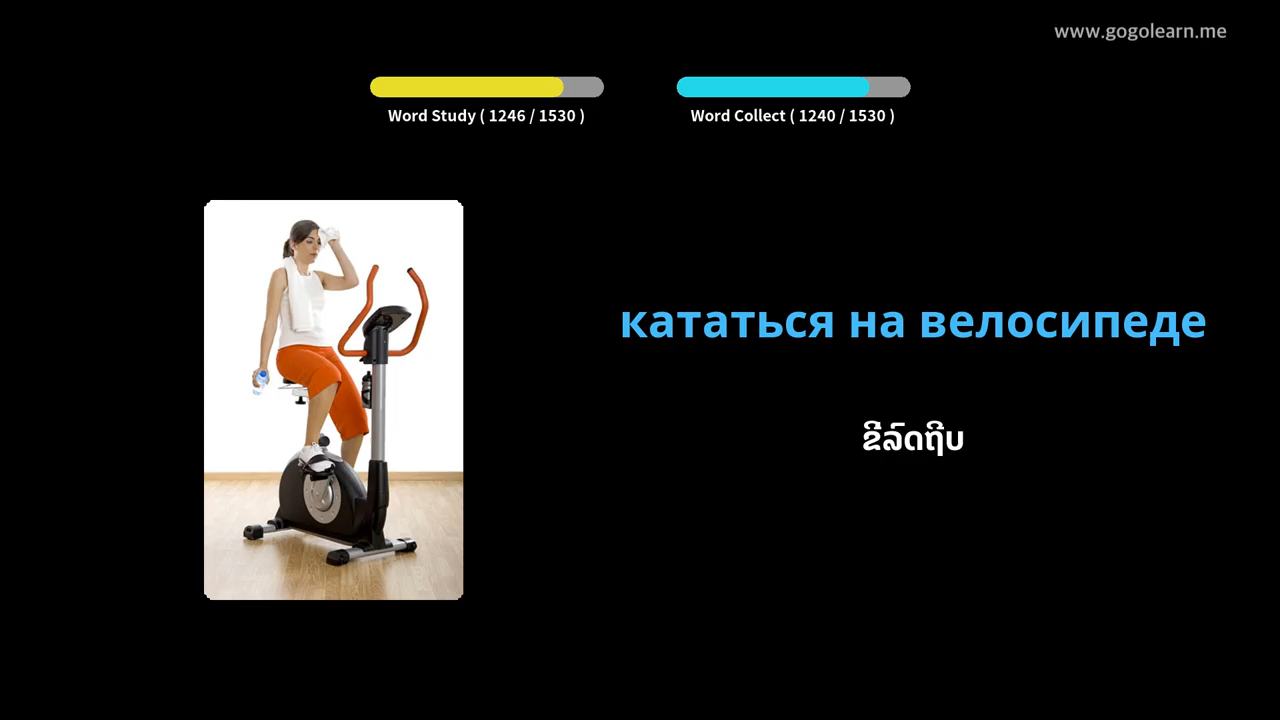 www.gogolearn.me
Word Study ( 1246 / 1530 )
Word Collect ( 1240 / 1530 )
кататься на велосипеде
ຂີ່ລົດຖີບ